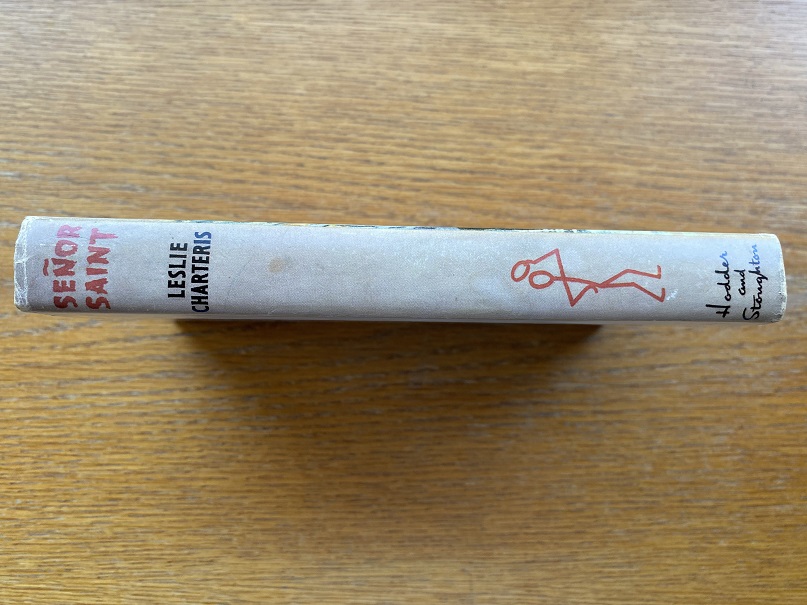 SEÑOR
SAINT
LESLIE
CHARTERIS
Hodder
and
Stoughton